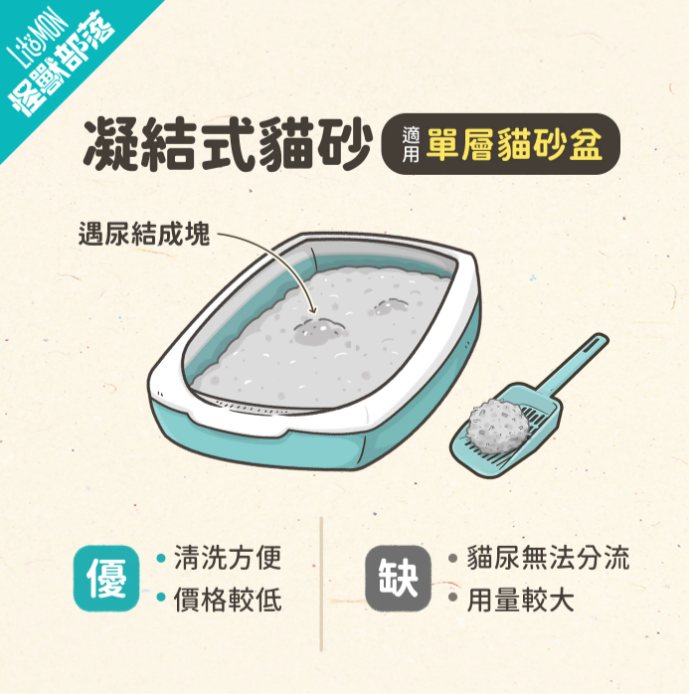 LitoMON
怪獸部落
凝結式貓砂
適用 單層貓砂盆
遇尿結成塊
優
• 清洗方便
• 價格較低
缺
• 貓尿無法分流
• 用量較大